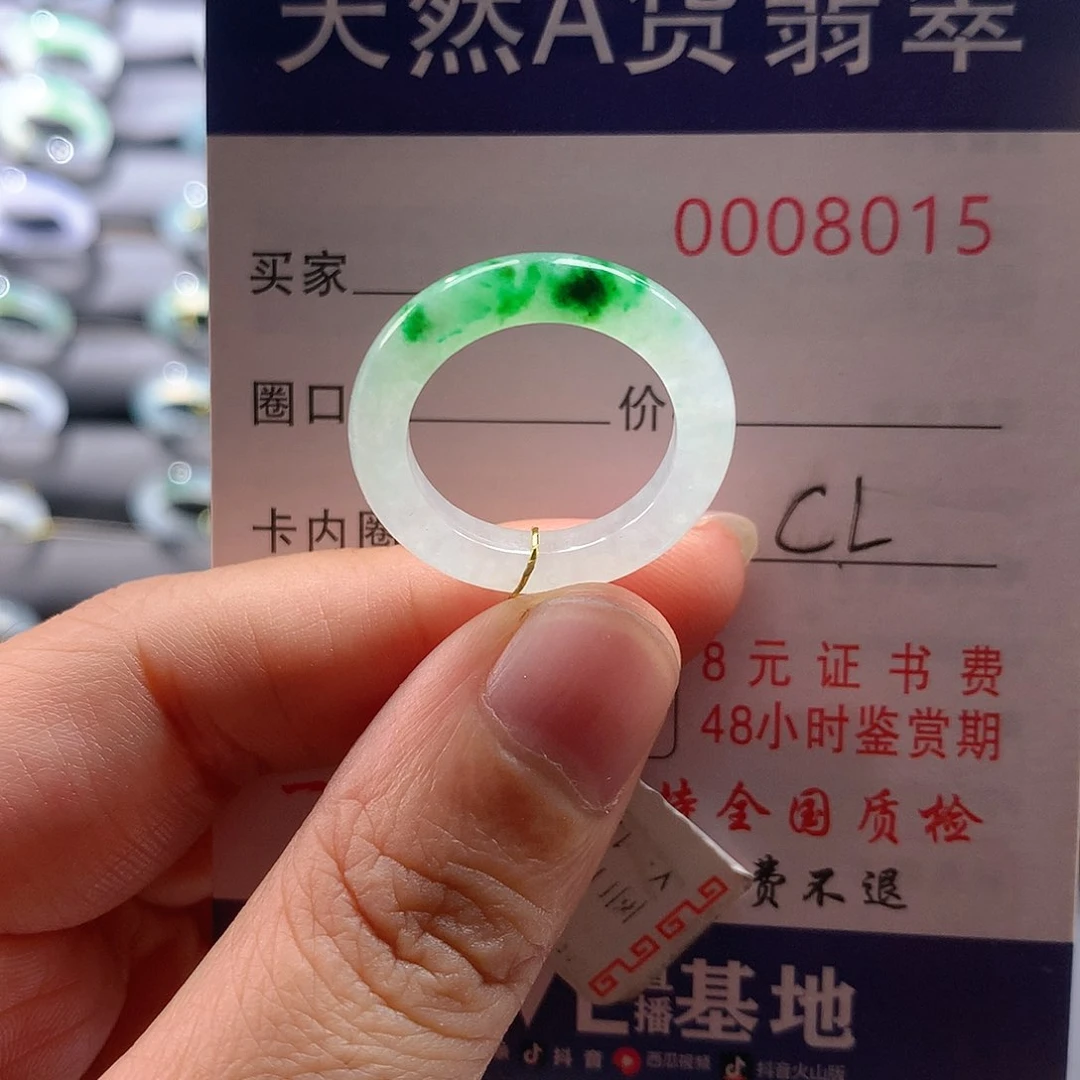 天然A货翡翠
0008015
买家
圈口 价
卡内圈 CL
8元证书费
48小时鉴赏期
全国质检
费不退
播基地
抖音 西瓜视频 抖音火山版